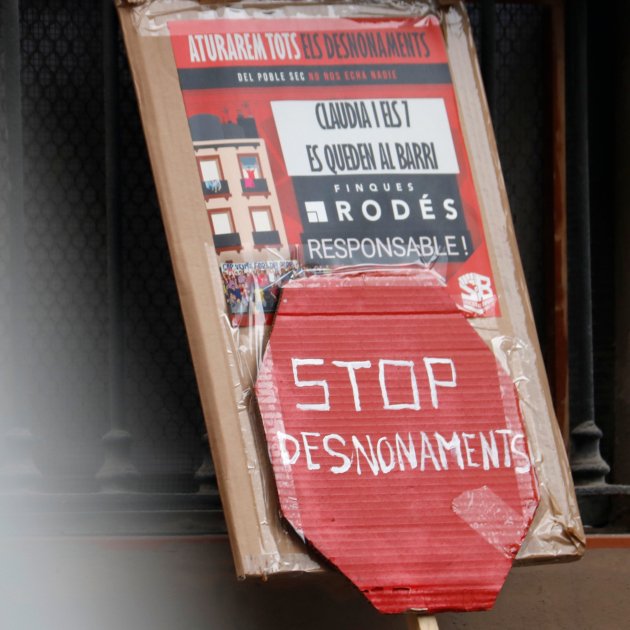 ATURAREM TOTS ELS DESNONAMENTS
DEL POBLE SEC NO NOS ECHA NADIE
CLAUDIA I ELS 7
ES QUEDEN AL BARRI
FINQUES
RODÉS
RESPONSABLE!
SB
STOP
DESNONAMENTS